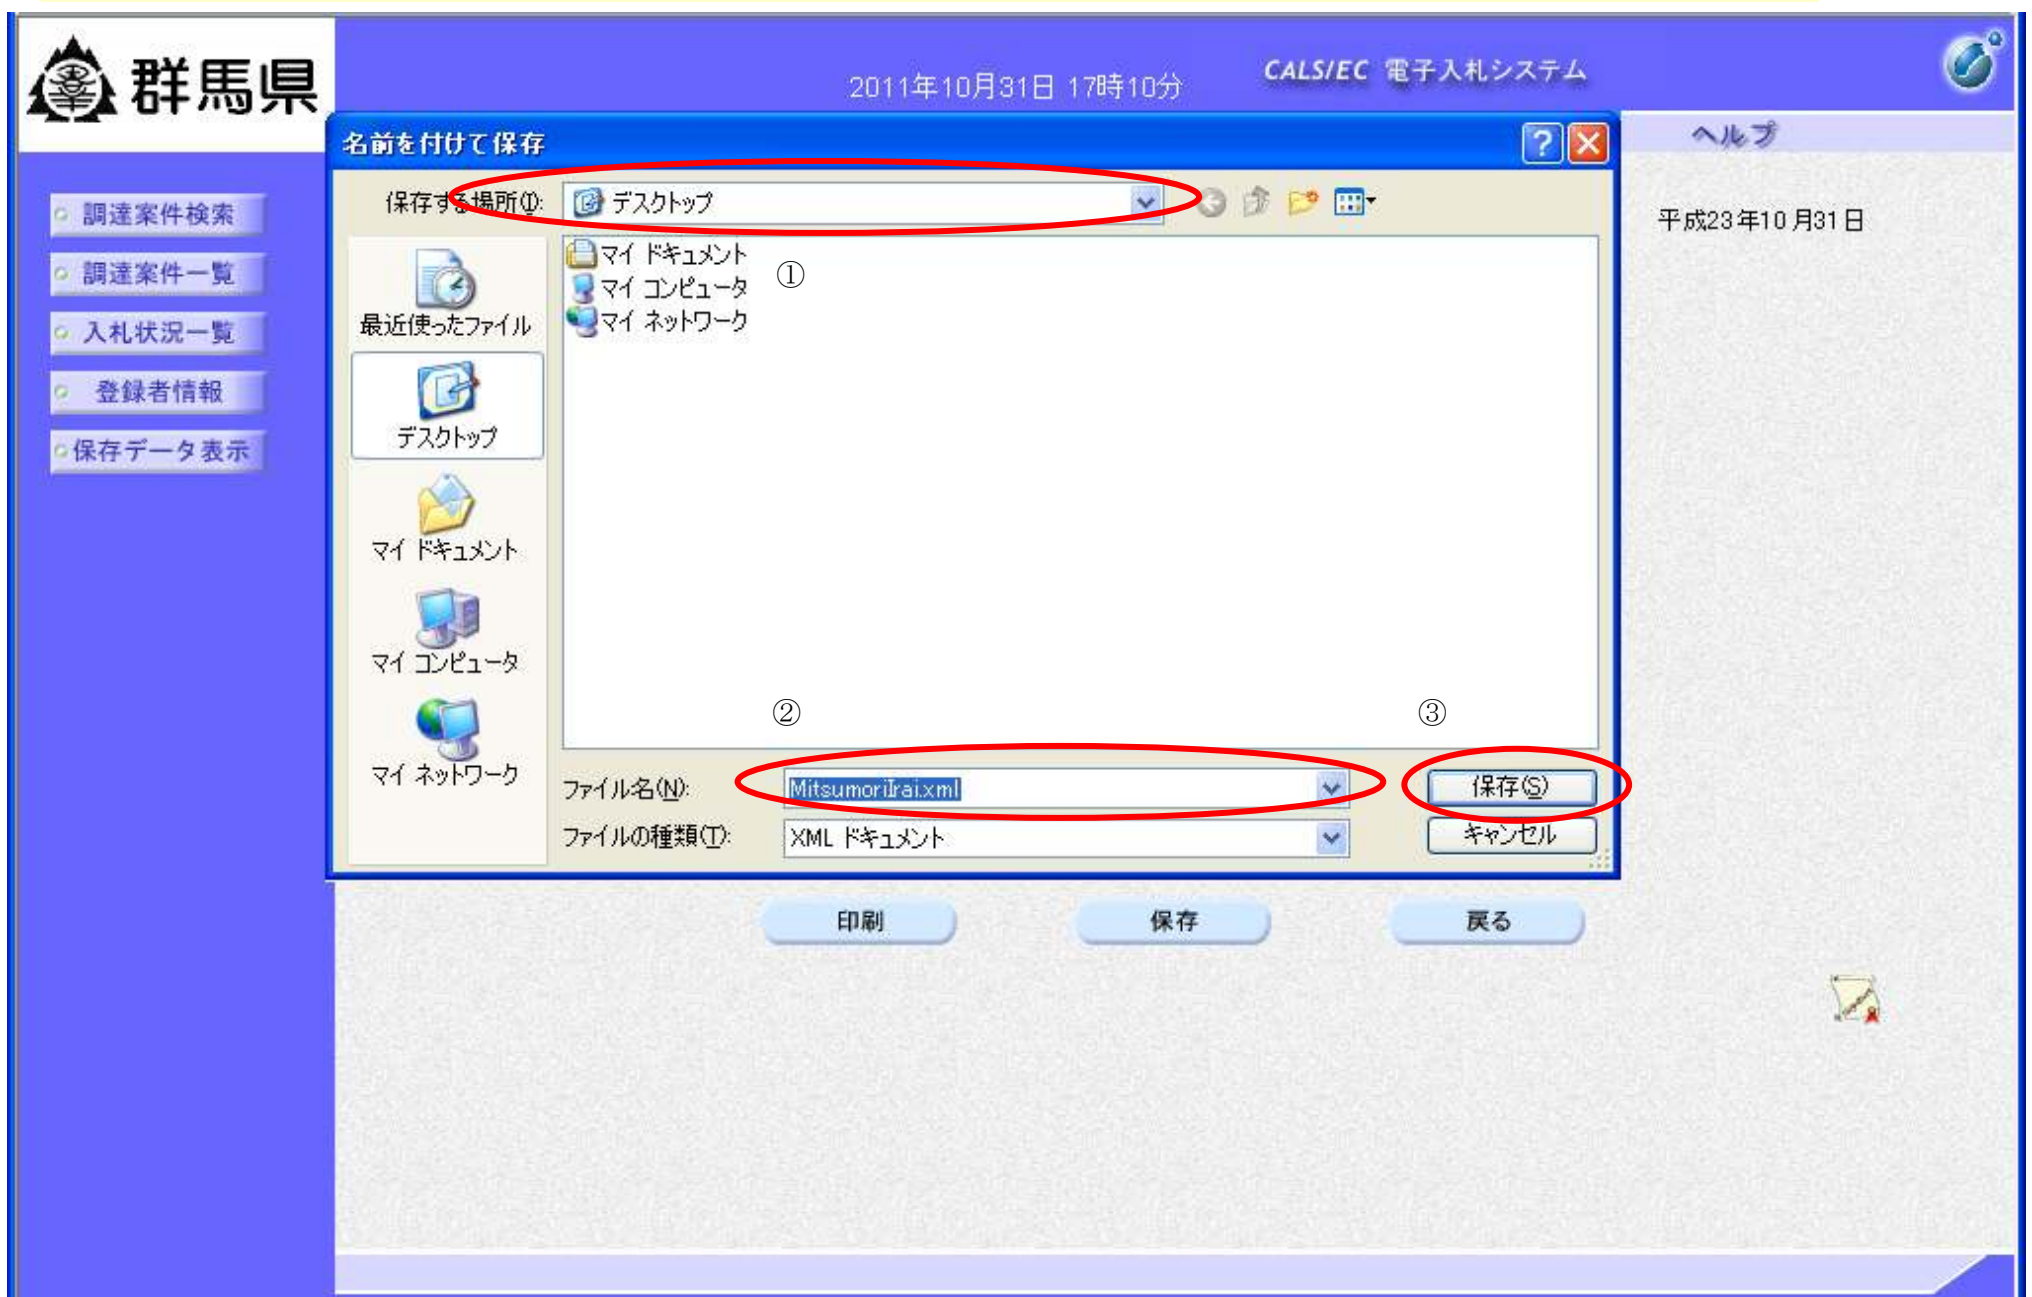 群馬県
2011年10月31日 17時10分
CALS/EC 電子入札システム
名前を付けて保存
ヘルプ
調達案件検索
調達案件一覧
入札状況一覧
登録者情報
保存データ表示
平成23年10月31日
保存する場所(I):
デスクトップ
マイ ドキュメント
マイ コンピュータ
マイ ネットワーク
①
最近使ったファイル
デスクトップ
マイ ドキュメント
マイ コンピュータ
マイ ネットワーク
②
③
ファイル名(N):
MitsumoriIrai.xml
保存(S)
ファイルの種類(T):
XML ドキュメント
キャンセル
印刷
保存
戻る